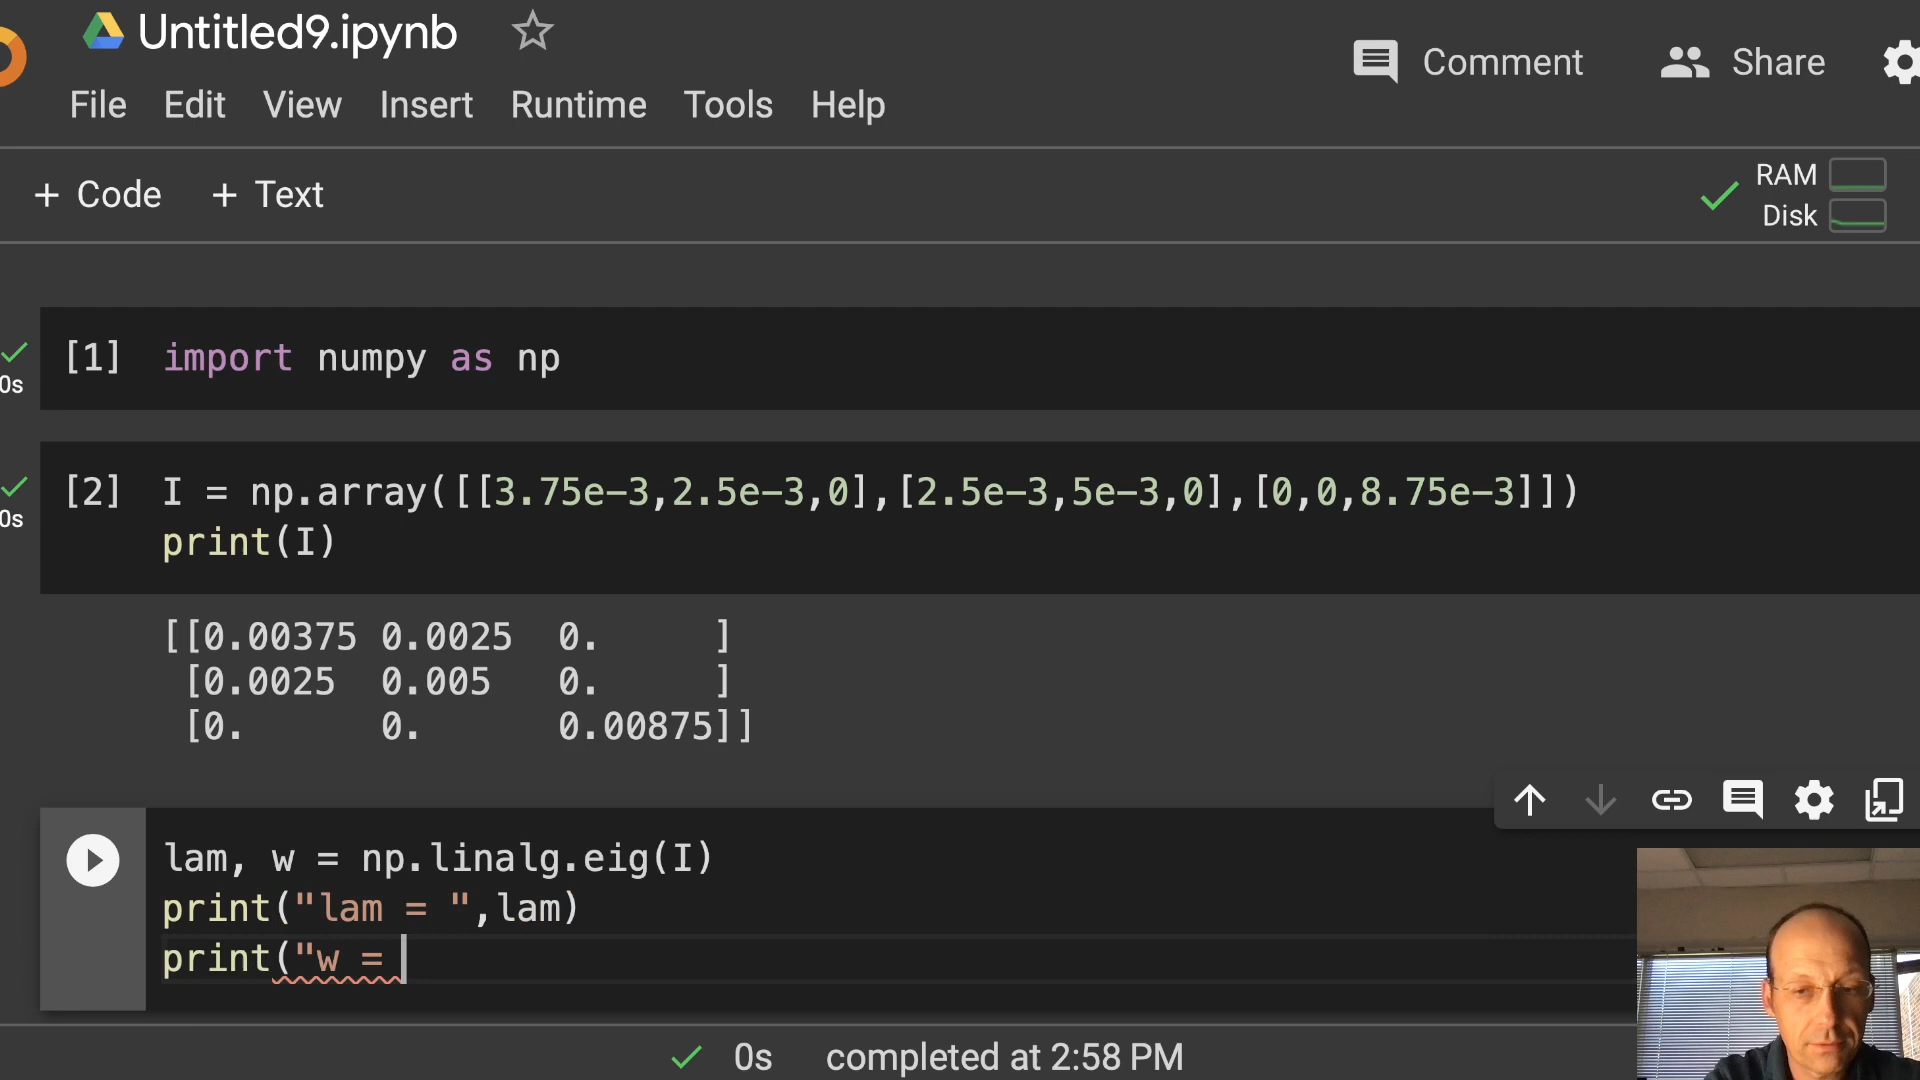 Untitled9.ipynb
Comment
Share
File Edit View Insert Runtime Tools Help
+ Code + Text
RAM
Disk
[1] import numpy as np
0s
[2] I = np.array([[3.75e-3,2.5e-3,0],[2.5e-3,5e-3,0],[0,0,8.75e-3]])
0s
print(I)
[[0.00375 0.0025  0.     ]
 [0.0025  0.005   0.     ]
 [0.      0.      0.00875]]
lam, w = np.linalg.eig(I)
print("lam = ",lam)
print("w =
0s completed at 2:58 PM